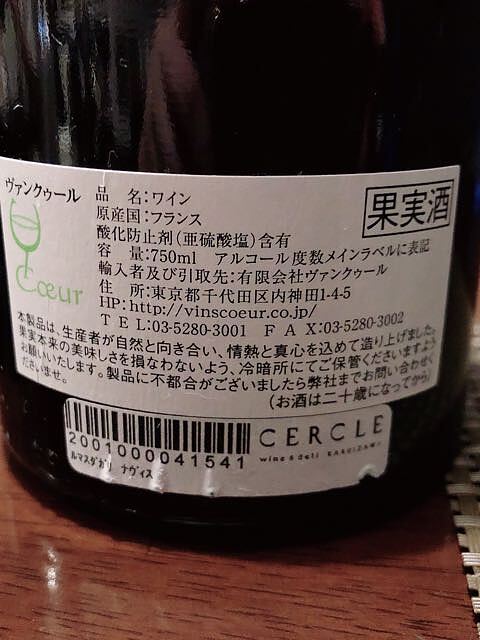 ヴァンクゥール
Cœur
品 名:ワイン
果実酒
原産国:フランス
酸化防止剤(亜硫酸塩)含有
容 量:750ml アルコール度数メインラベルに表記
輸入者及び引取先:有限会社ヴァンクゥール
住 所:東京都千代田区内神田1-4-5
HP:http://vinscoeur.co.jp/
TEL:03-5280-3001 FAX:03-5280-3002
本製品は、生産者が自然と向き合い、情熱と真心を込めて造り上げました。
果実本来の美味しさを損なわないよう、冷暗所にてご保管くださいますよう
お願いいたします。製品に不都合がございましたら弊社までお問い合わせく
ださいませ。
(お酒は二十歳になってから)
2001000041541
ルマスダガリ ナヴィス
CERCLE
wine & deli KARUIZAWA